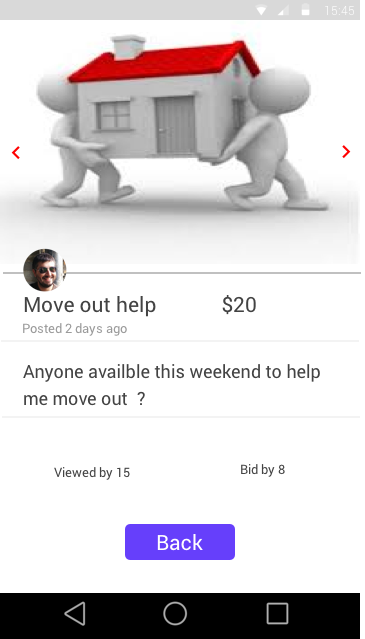 15:45
Move out help $20
Posted 2 days ago
Anyone availble this weekend to help
me move out ?
Viewed by 15
Bid by 8
Back